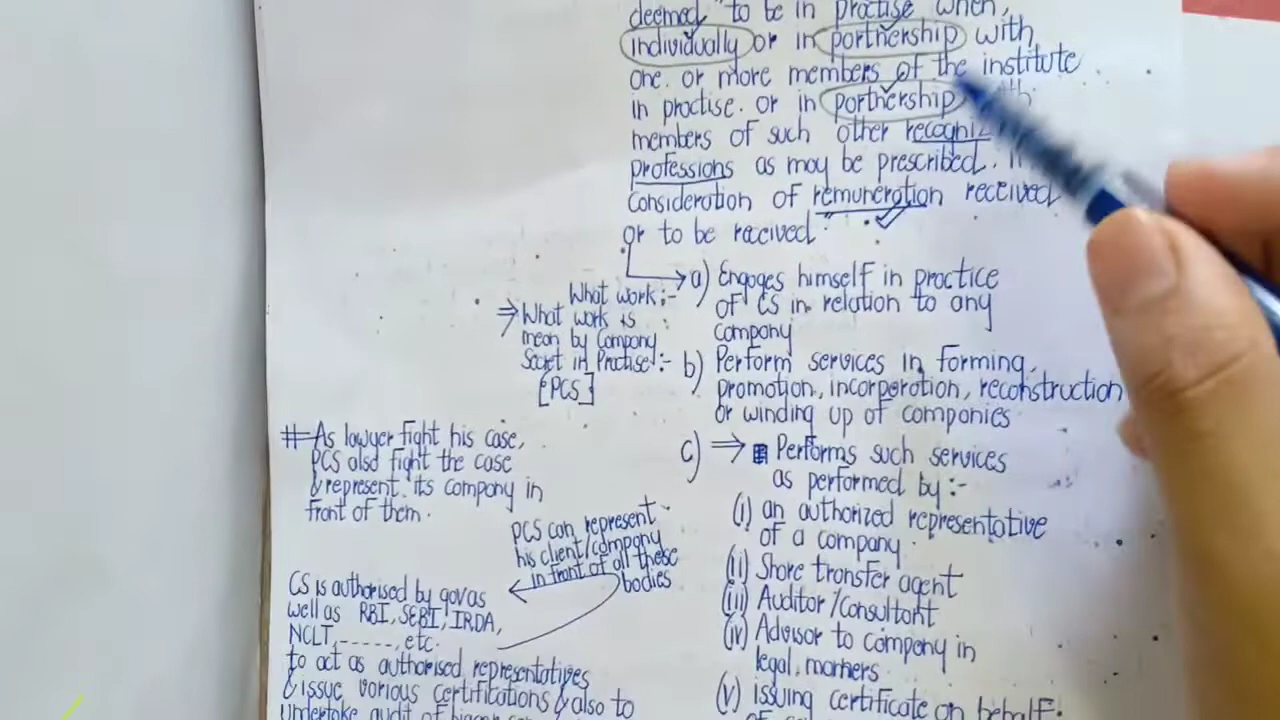 deemed" to be in practise when,
individually or in partnership with
one. or more members of the institute
in practise. or in partnership
members of such other
professions as may be prescribed.
Consideration of remuneration received
or to be received"
a) Engages himself in practice
of CS in relation to any
company
What work:-
⇒ What work is
mean by Company
Secret in Practise:-
[PCS]
b) Perform services in forming,
promotion, incorporation, reconstruction
or winding up of companies
# As lawyer fight his case,
PCS also fight the case
& represent its company in
front of them.
c) ⇒ Performs such services
as performed by:-
(i) an authorized representative
of a company
(ii) Share transfer agent
(iii) Auditor/Consultant
(iv) Advisor to company in
legal.
(v) issuing certificate on behalf
PCS can represent
his client/company
in front of all these
bodies
CS is authorised by gov as
well as RBI, SEBI, IRDA,
NCLT,-----, etc.
to act as authorised representatives
& issue various certifications & also to
undertake audit of